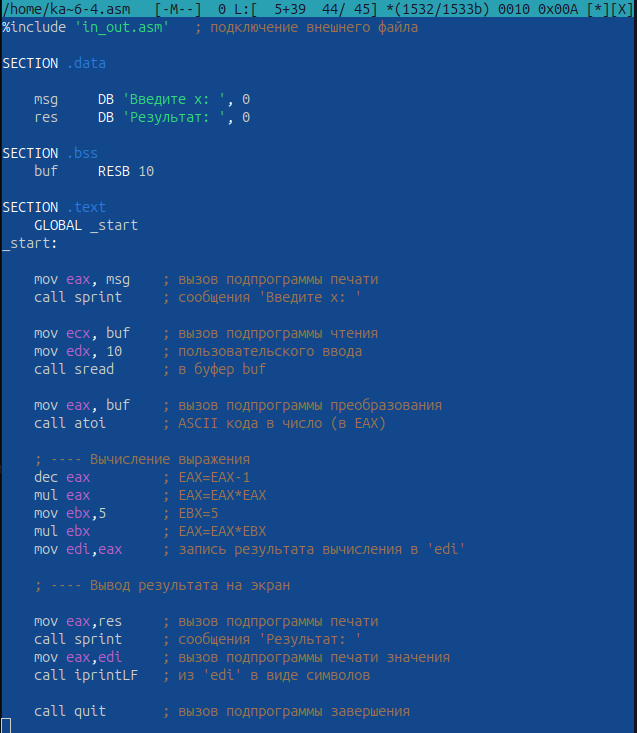 /home/ka~6-4.asm   [-M--]  0 L:[  5+39  44/ 45] *(1532/1533b) 0010 0x00A [*][X]
%include 'in_out.asm'   ; подключение внешнего файла
SECTION .data
    msg     DB 'Введите x: ', 0
    res     DB 'Результат: ', 0
SECTION .bss
    buf     RESB 10
SECTION .text
    GLOBAL _start
_start:
    mov eax, msg    ; вызов подпрограммы печати
    call sprint     ; сообщения 'Введите x: '
    mov ecx, buf    ; вызов подпрограммы чтения
    mov edx, 10     ; пользовательского ввода
    call sread      ; в буфер buf
    mov eax, buf    ; вызов подпрограммы преобразования
    call atoi       ; ASCII кода в число (в EAX)
    ; ---- Вычисление выражения
    dec eax         ; EAX=EAX-1
    mul eax         ; EAX=EAX*EAX
    mov ebx,5       ; EBX=5
    mul ebx         ; EAX=EAX*EBX
    mov edi,eax     ; запись результата вычисления в 'edi'
    ; ---- Вывод результата на экран
    mov eax,res     ; вызов подпрограммы печати
    call sprint     ; сообщения 'Результат: '
    mov eax,edi     ; вызов подпрограммы печати значения
    call iprintLF   ; из 'edi' в виде символов
    call quit       ; вызов подпрограммы завершения